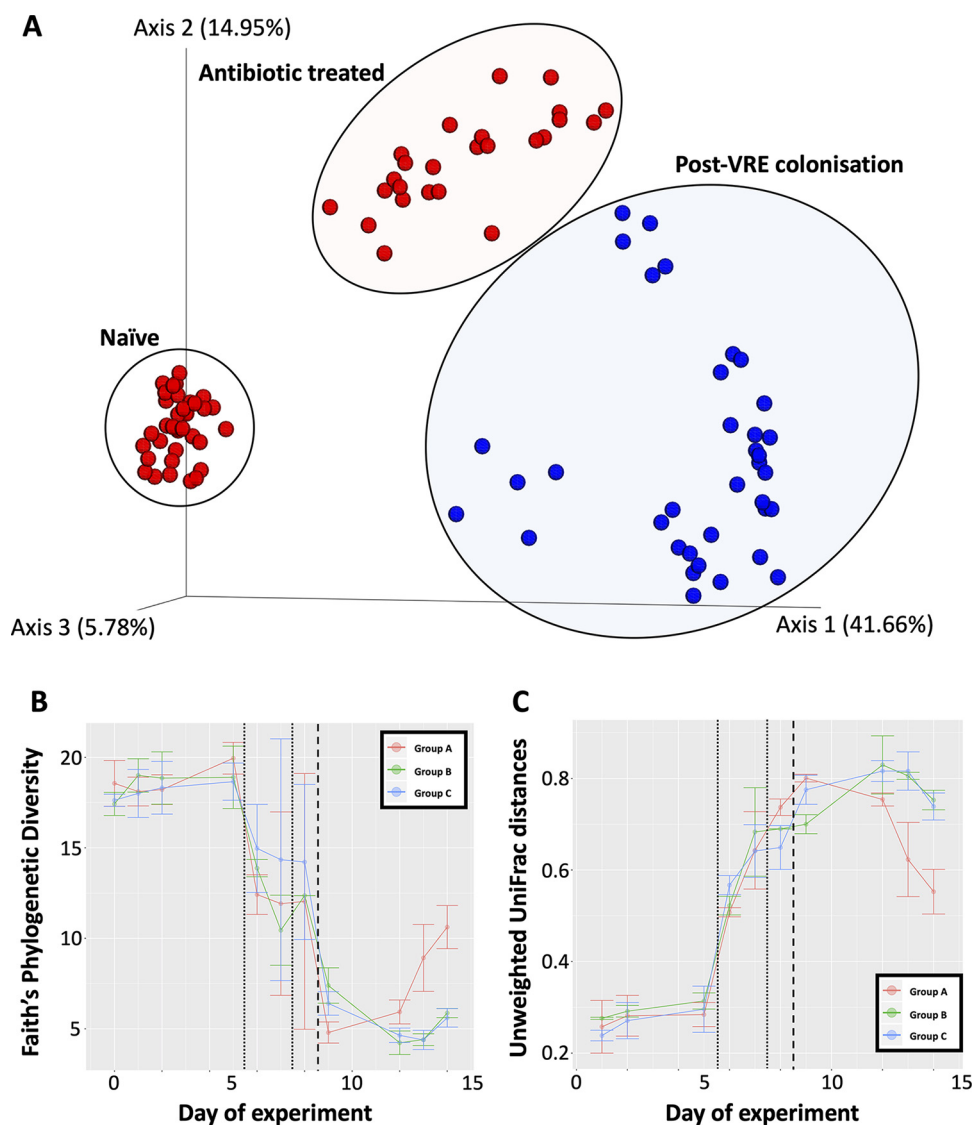 A
Axis 2 (14.95%)
Antibiotic treated
Post-VRE colonisation
Naïve
Axis 3 (5.78%)
Axis 1 (41.66%)
B
Faith's Phylogenetic Diversity
20
15
10
5
0
5
10
15
Day of experiment
Group A
Group B
Group C
C
Unweighted UniFrac distances
0.8
0.6
0.4
0.2
0
5
10
15
Day of experiment
Group A
Group B
Group C